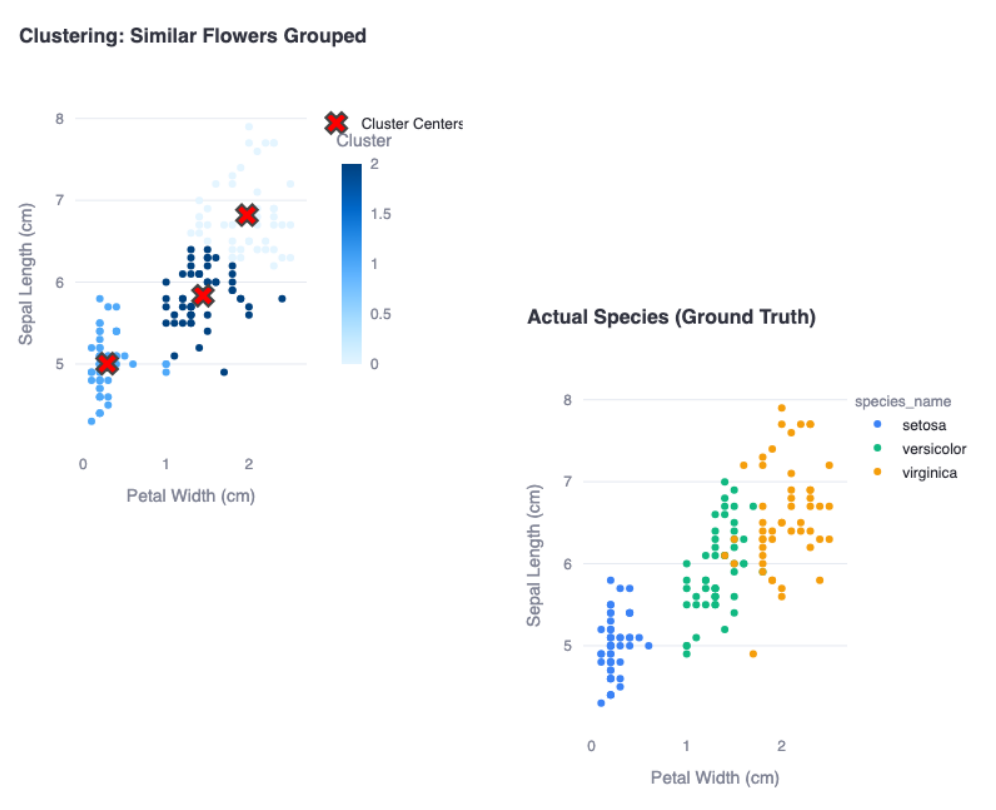 Clustering: Similar Flowers Grouped
Cluster Centers
Cluster
8
7
6
5
2
1.5
1
0.5
0
Sepal Length (cm)
0 1 2
Petal Width (cm)
Actual Species (Ground Truth)
species_name
setosa
versicolor
virginica
8
7
6
5
Sepal Length (cm)
0 1 2
Petal Width (cm)